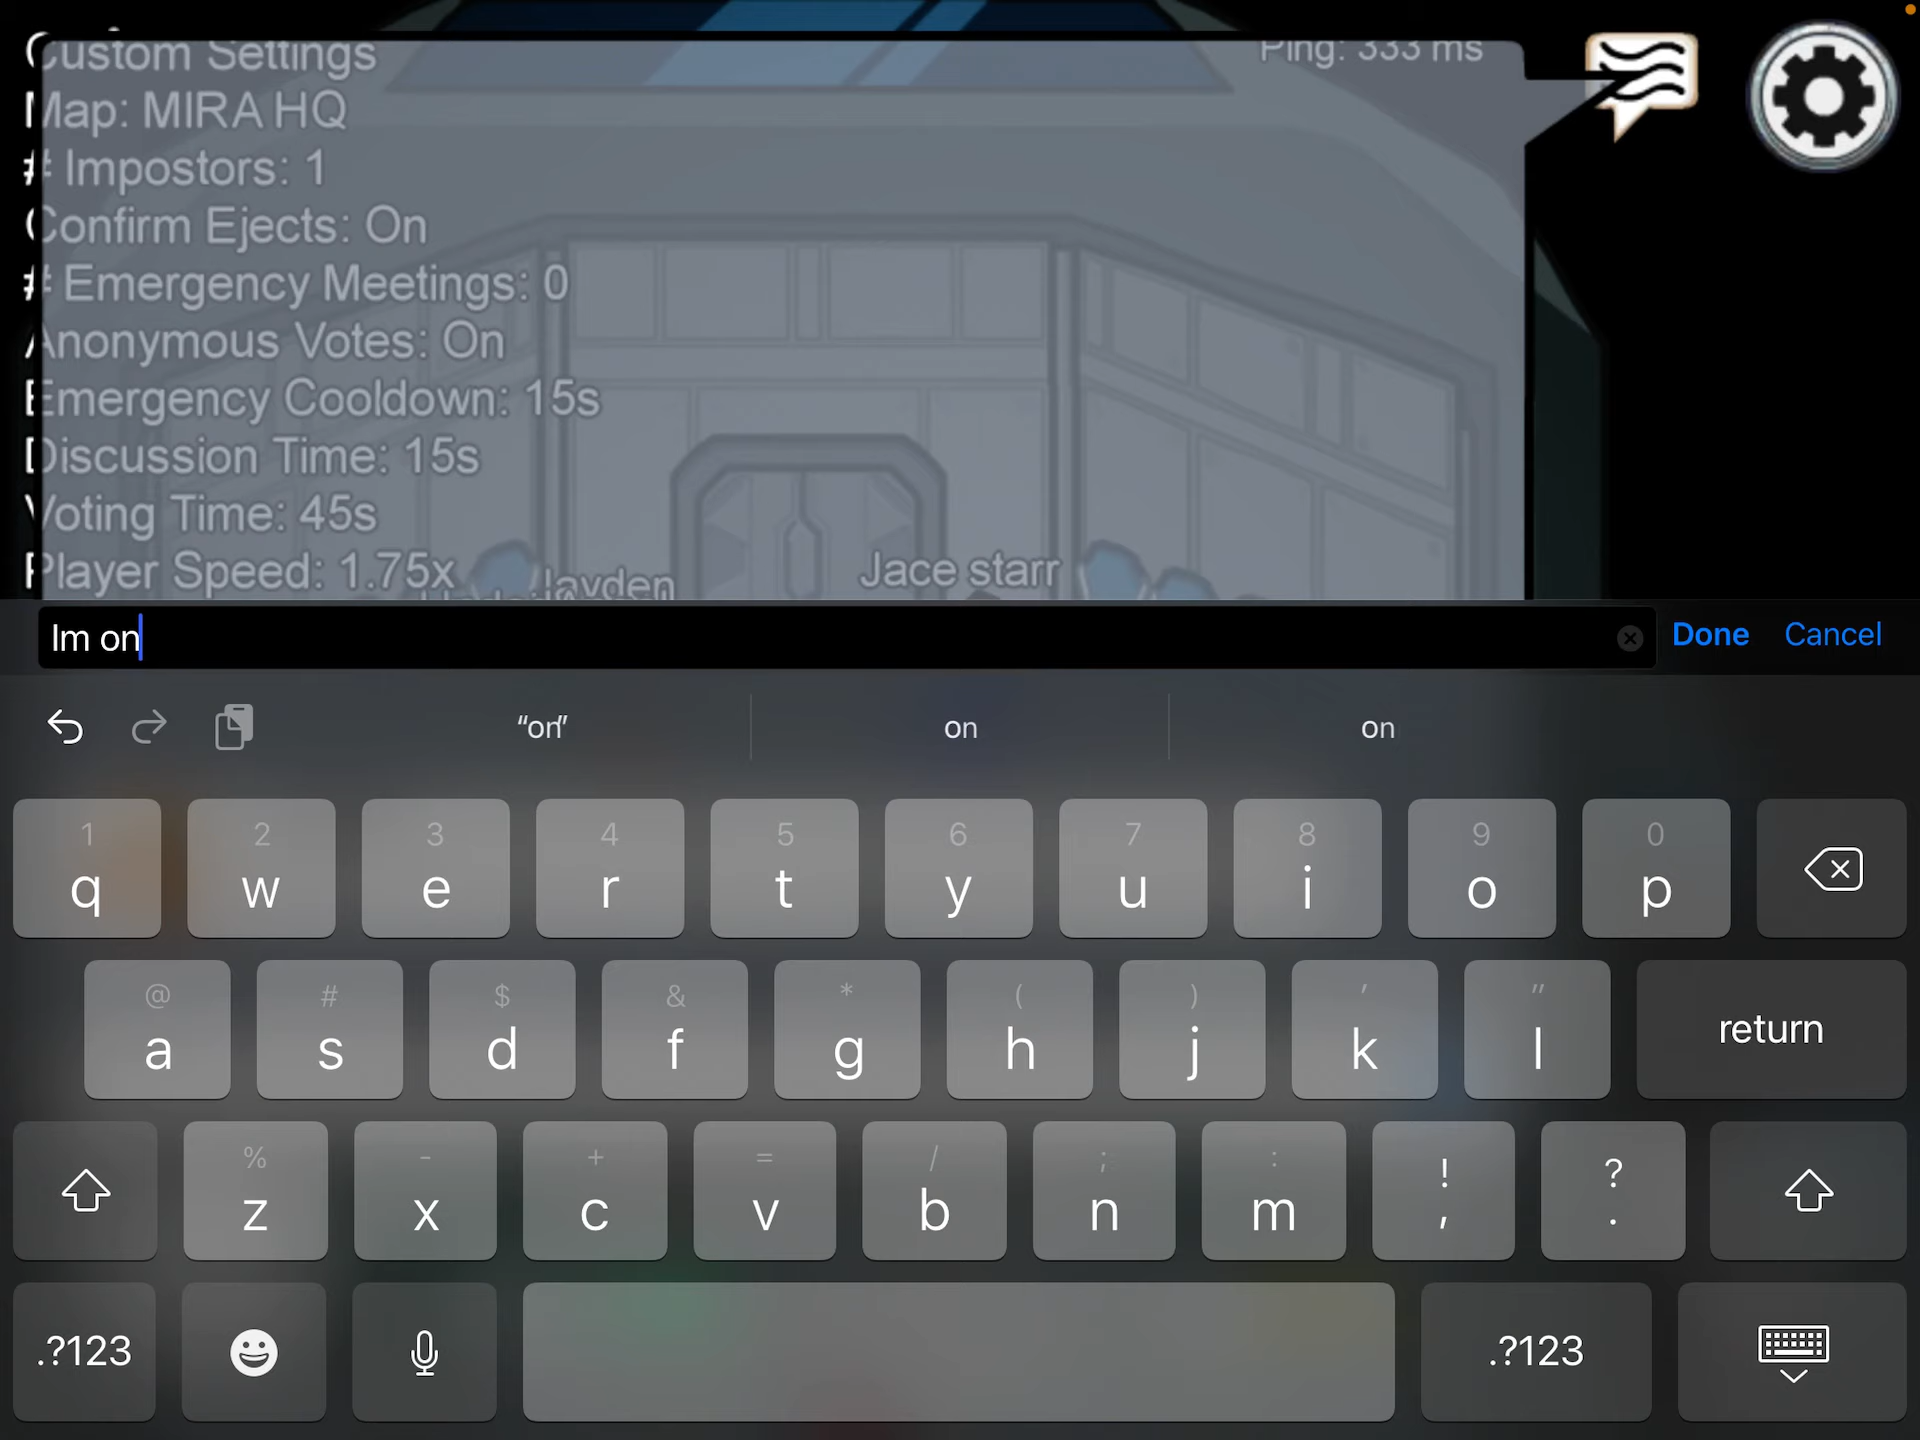 Custom Settings
Ping: 333 ms
Map: MIRA HQ
# Impostors: 1
Confirm Ejects: On
# Emergency Meetings: 0
Anonymous Votes: On
Emergency Cooldown: 15s
Discussion Time: 15s
Voting Time: 45s
Player Speed: 1.75x
Jace starr
Im on
Done Cancel
“on” on on
1 2 3 4 5 6 7 8 9 0
q w e r t y u i o p
@ # $ & * ( ) ' "
a s d f g h j k l return
% - + = / ; : ! ?
z x c v b n m , .
.?123 .?123